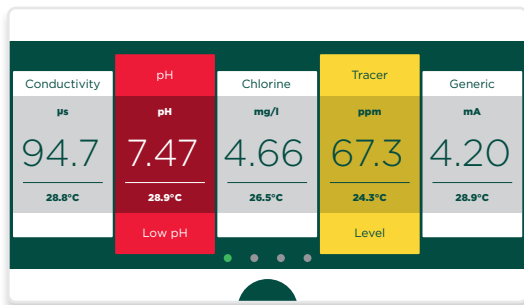 Conductivity
µs
94.7
28.8°C
pH
pH
7.47
28.9°C
Low pH
Chlorine
mg/l
4.66
26.5°C
Tracer
ppm
67.3
24.3°C
Level
Generic
mA
4.20
28.9°C